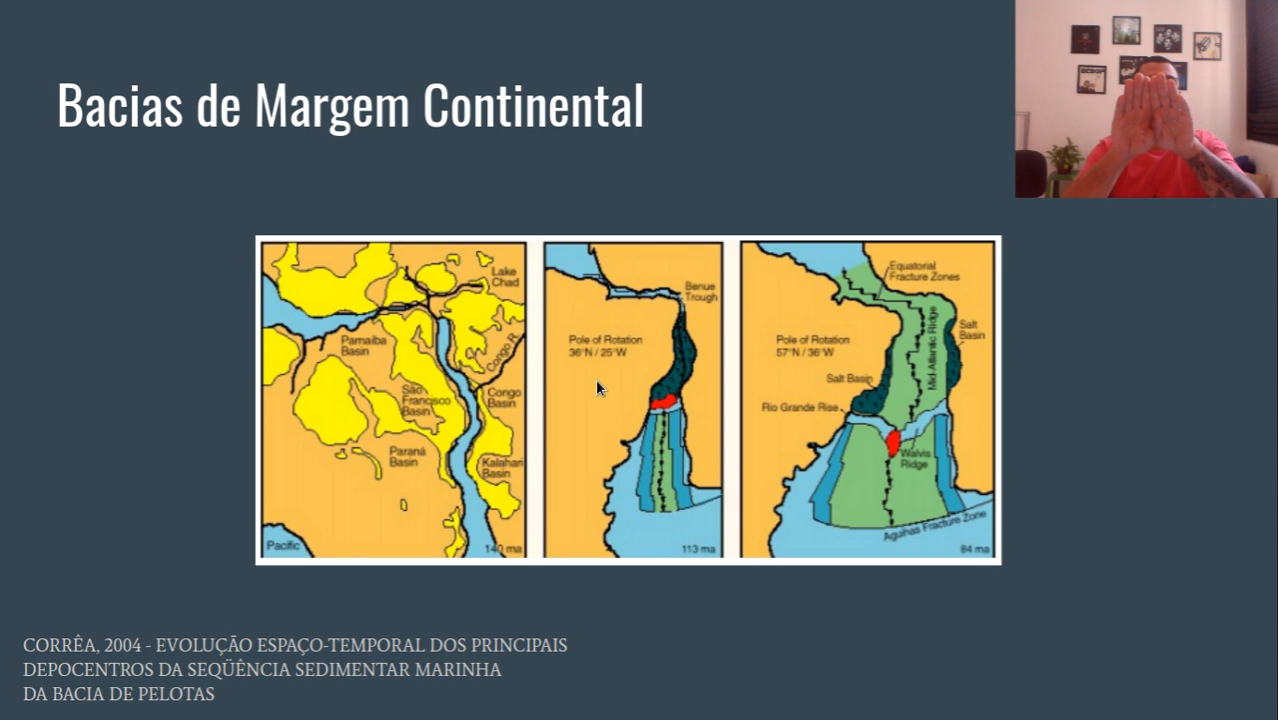 Bacias de Margem Continental
Lake
Chad
Parnaíba
Basin
Congo R.
São
Francisco
Basin
Congo
Basin
Paraná
Basin
Kalahari
Basin
Pacific
140 ma
Benue
Trough
Pole of Rotation
36°N / 25°W
113 ma
Equatorial
Fracture Zones
Mid-Atlantic Ridge
Salt
Basin
Pole of Rotation
57°N / 36°W
Salt Basin
Rio Grande Rise
Walvis
Ridge
Agulhas Fracture Zone
84 ma
CORRÊA, 2004 - EVOLUÇÃO ESPAÇO-TEMPORAL DOS PRINCIPAIS
DEPOCENTROS DA SEQÜÊNCIA SEDIMENTAR MARINHA
DA BACIA DE PELOTAS